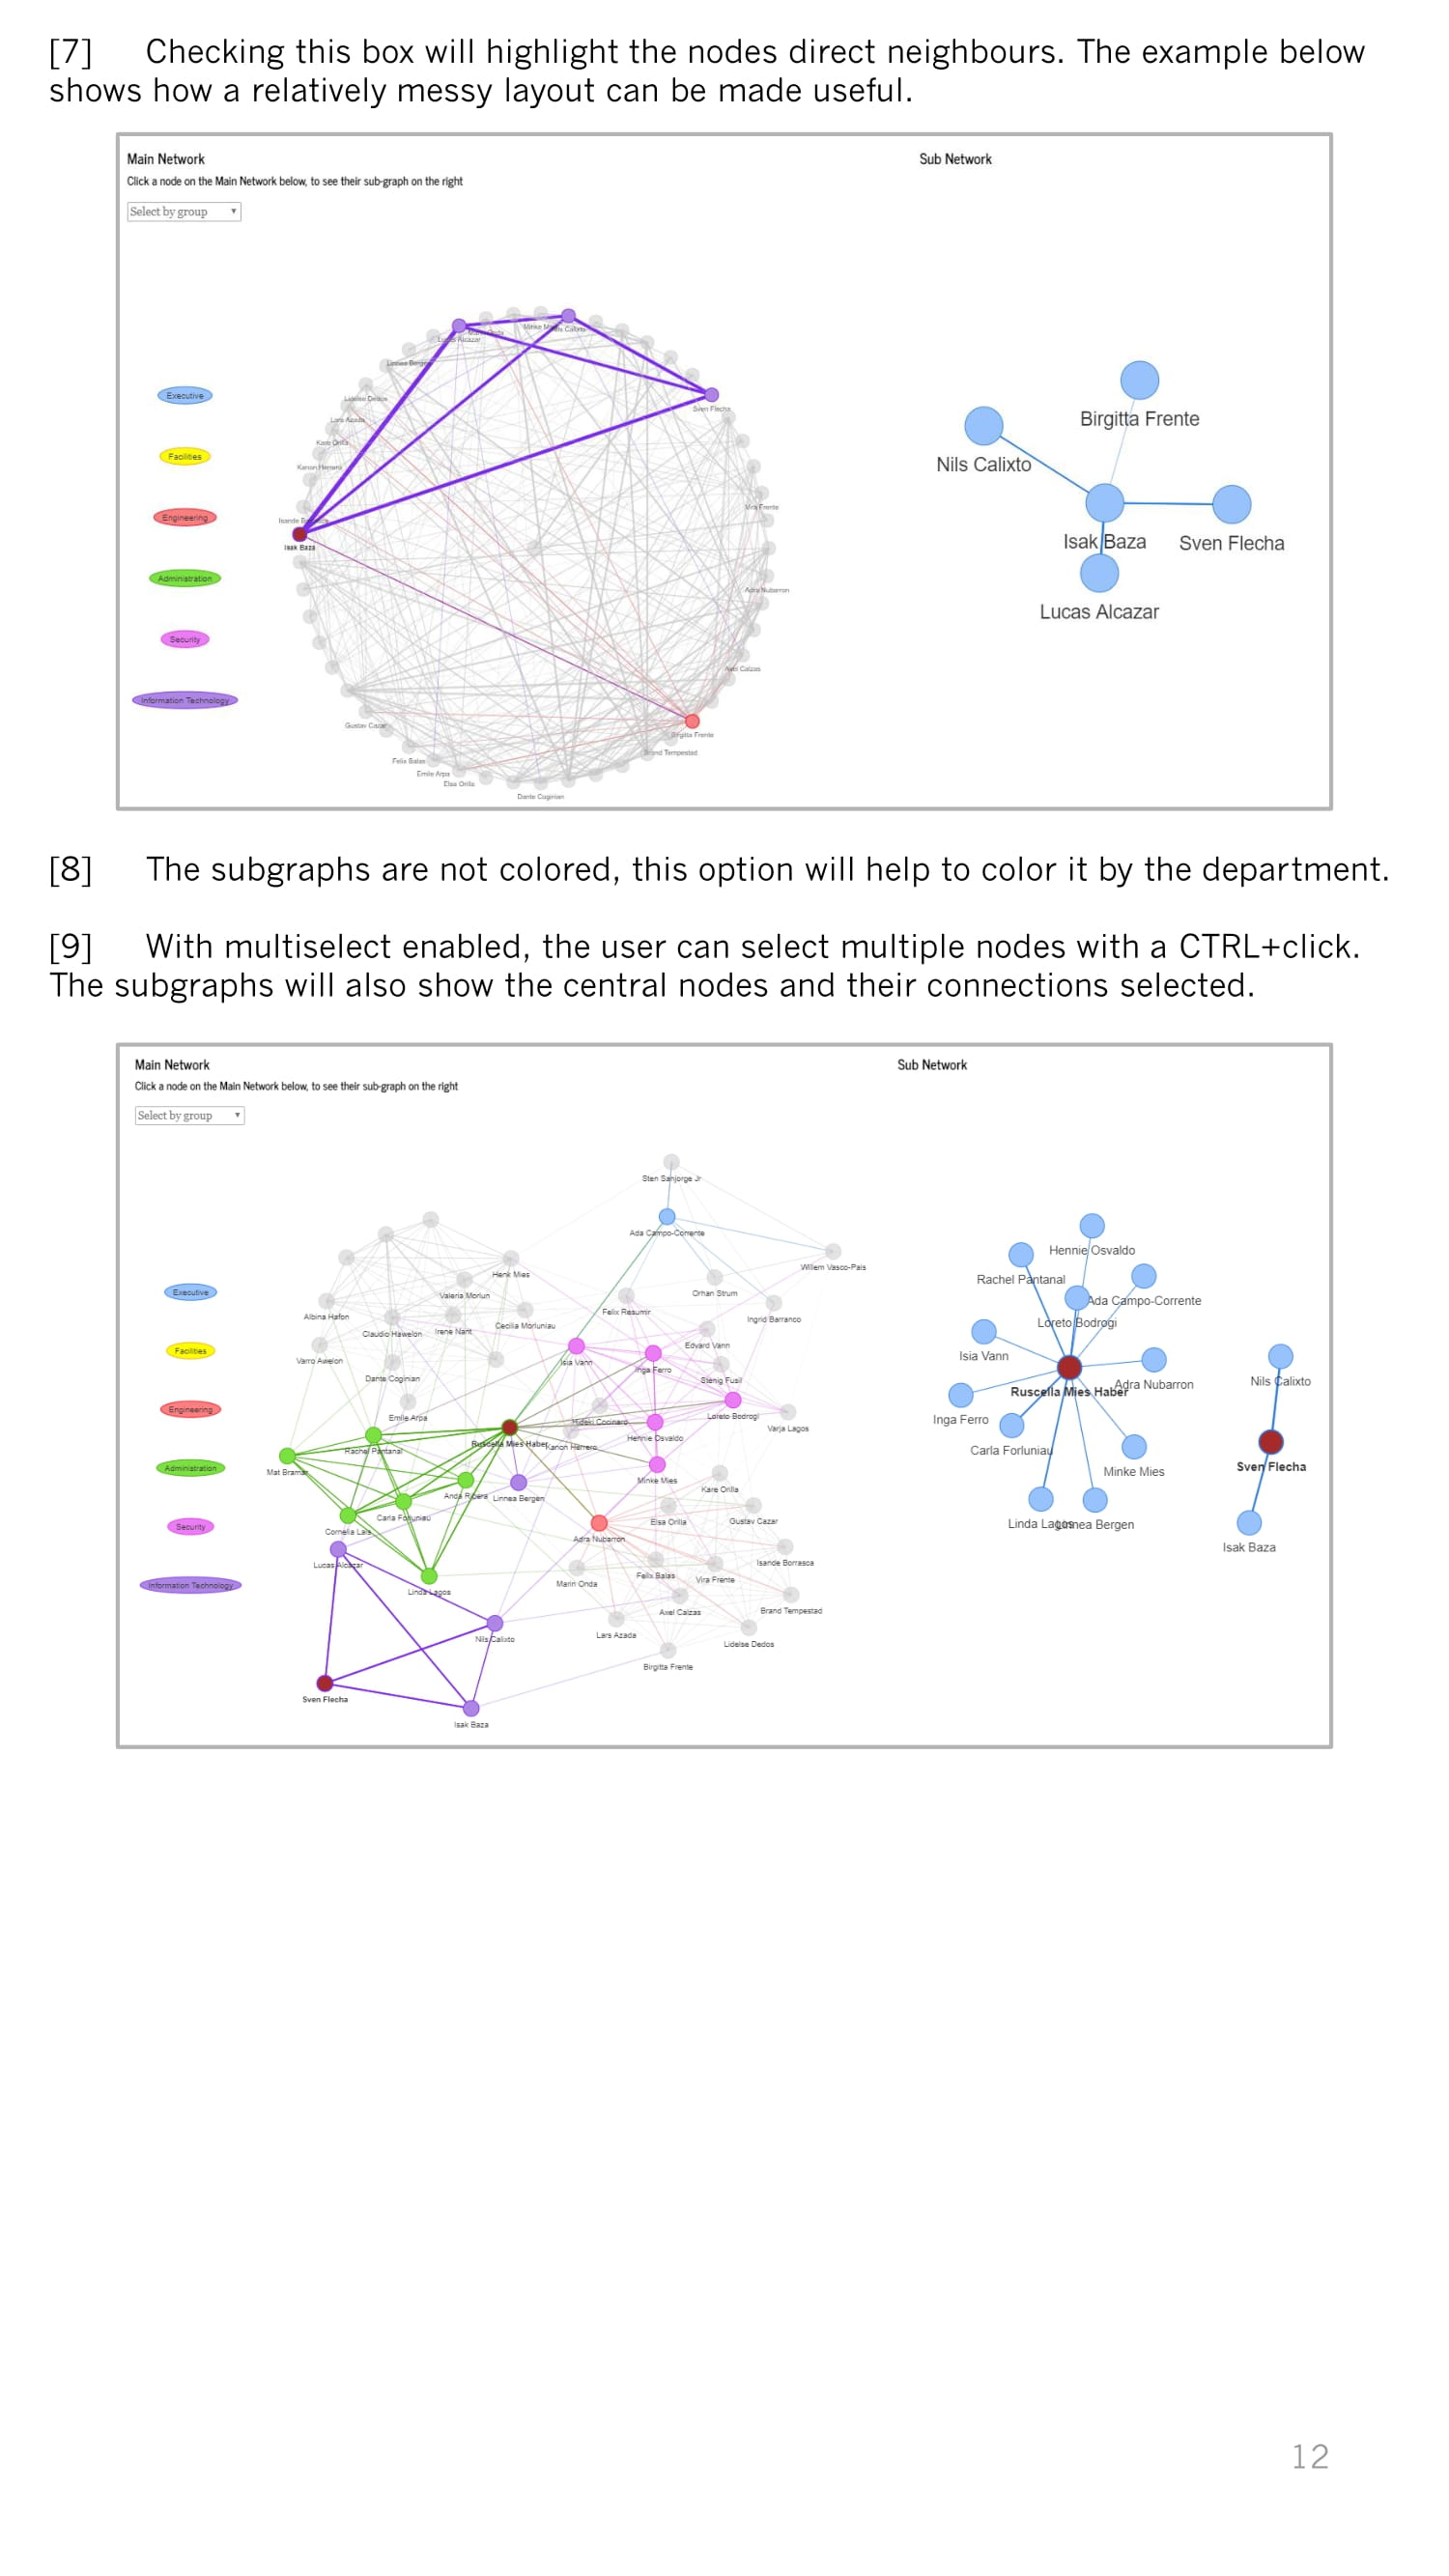 [7] Checking this box will highlight the nodes direct neighbours. The example below
shows how a relatively messy layout can be made useful.
Main Network
Sub Network
Click a node on the Main Network below, to see their sub-graph on the right
Select by group
Executive
Facilities
Engineering
Administration
Security
Information Technology
Lucas Alcazar
Linnea Bergen
Lidelse Dedos
Lars Azada
Kare Orilla
Kanon Herrero
Isak Baza
Sven Flecha
Vira Frente
Adra Nubarron
Axel Calzas
Birgitta Frente
Brand Tempestad
Gustav Cazar
Felix Balas
Emile Arpa
Elsa Orilla
Dante Coginian
Birgitta Frente
Nils Calixto
Isak Baza
Sven Flecha
Lucas Alcazar
[8] The subgraphs are not colored, this option will help to color it by the department.
[9] With multiselect enabled, the user can select multiple nodes with a CTRL+click.
The subgraphs will also show the central nodes and their connections selected.
Main Network
Sub Network
Click a node on the Main Network below, to see their sub-graph on the right
Select by group
Executive
Facilities
Engineering
Administration
Security
Information Technology
Sten Sanjorge Jr
Ada Campo-Corrente
Willem Vasco-Pais
Henk Mies
Orhan Strum
Valeria Morlun
Felix Resumir
Albina Hafon
Ingrid Barranco
Cecilia Morluniau
Claudio Hawelon
Irene Nant
Edvard Vann
Varro Awelon
Isia Vann
Inga Ferro
Dante Coginian
Stenig Fusil
Emile Arpa
Loreto Bodrogi
Hideki Cocinaro
Varja Lagos
Hennie Osvaldo
Ruscella Mies Haber
Kanon Herrero
Rachel Pantanal
Mat Bramar
Minke Mies
Kare Orilla
Anda Ribera
Linnea Bergen
Carla Forluniau
Elsa Orilla
Gustav Cazar
Cornelia Lais
Adra Nubarron
Lucas Alcazar
Isande Borrasca
Felix Balas
Vira Frente
Marin Onda
Linda Lagos
Axel Calzas
Brand Tempestad
Lars Azada
Nils Calixto
Lidelse Dedos
Birgitta Frente
Sven Flecha
Isak Baza
Hennie Osvaldo
Rachel Pantanal
Ada Campo-Corrente
Loreto Bodrogi
Isia Vann
Nils Calixto
Adra Nubarron
Ruscella Mies Haber
Inga Ferro
Carla Forluniau
Sven Flecha
Minke Mies
Linda Lagos
Linnea Bergen
Isak Baza
12